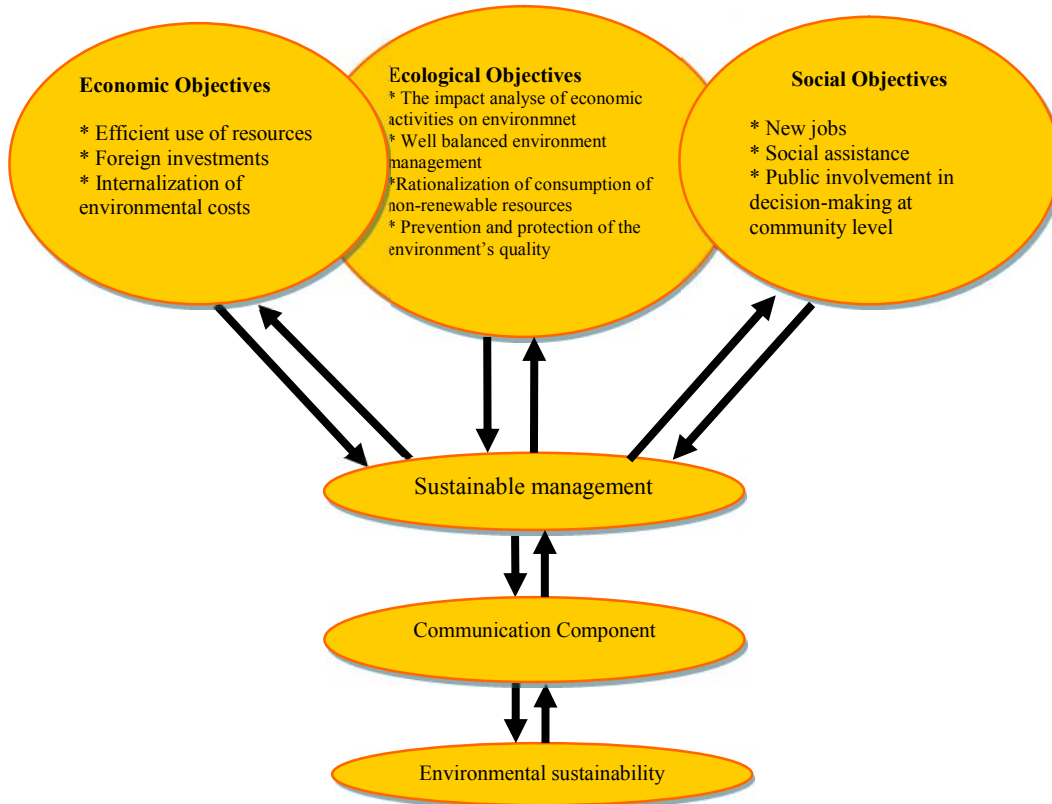 Economic Objectives
* Efficient use of resources
* Foreign investments
* Internalization of
environmental costs
Ecological Objectives
* The impact analyse of economic
activities on environmnet
* Well balanced environment
management
*Rationalization of consumption of
non-renewable resources
* Prevention and protection of the
environment’s quality
Social Objectives
* New jobs
* Social assistance
* Public involvement in
decision-making at
community level
Sustainable management
Communication Component
Environmental sustainability